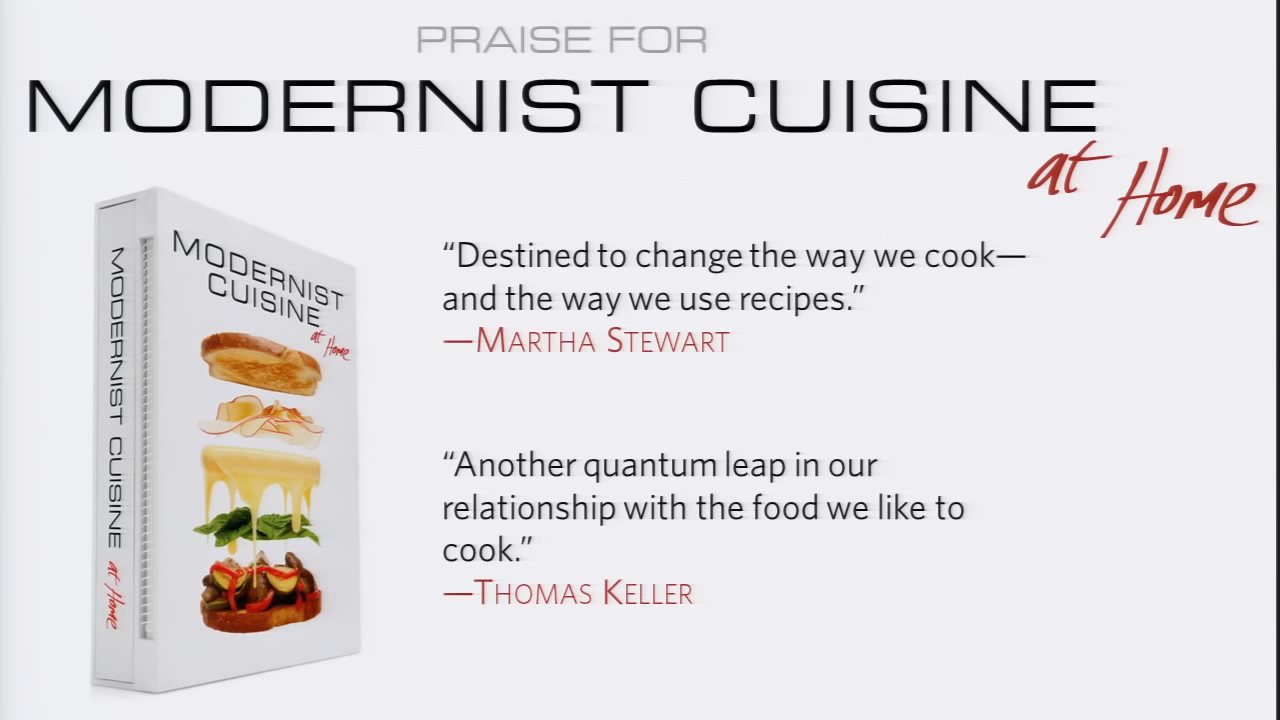 PRAISE FOR
MODERNIST CUISINE
at Home
MODERNIST CUISINE at Home
MODERNIST
CUISINE
at Home
“Destined to change the way we cook—
and the way we use recipes.”
—MARTHA STEWART
“Another quantum leap in our
relationship with the food we like to
cook.”
—THOMAS KELLER